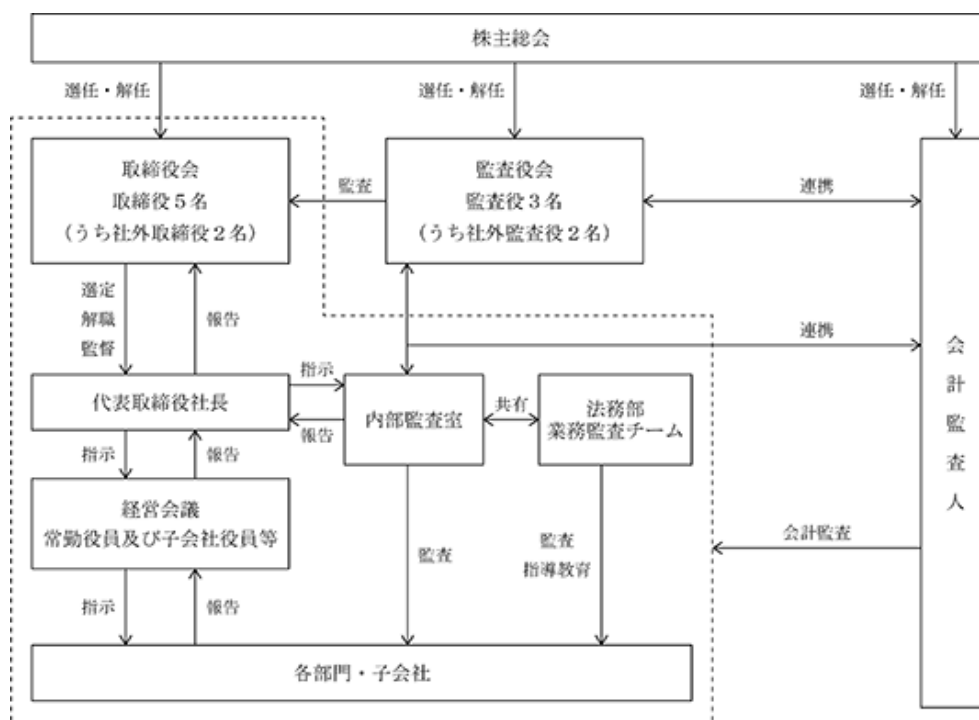 株主総会
選任・解任
選任・解任
選任・解任
取締役会
取締役5名
(うち社外取締役2名)
監査
監査役会
監査役3名
(うち社外監査役2名)
連携
選定
解職
監督
報告
連携
会計監査人
代表取締役社長
指示
報告
内部監査室
共有
法務部
業務監査チーム
指示
報告
経営会議
常勤役員及び子会社役員等
監査
監査
指導教育
会計監査
指示
報告
各部門・子会社